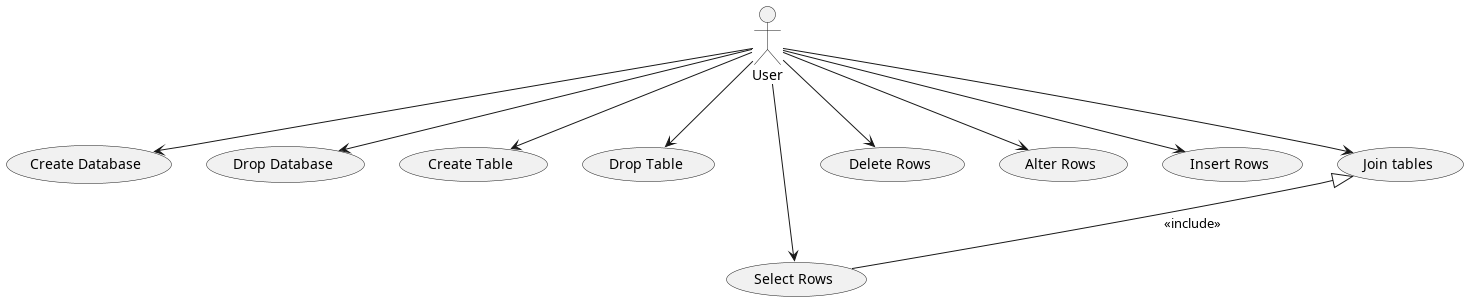 User
Create Database
Drop Database
Create Table
Drop Table
Delete Rows
Alter Rows
Insert Rows
Join tables
«include»
Select Rows